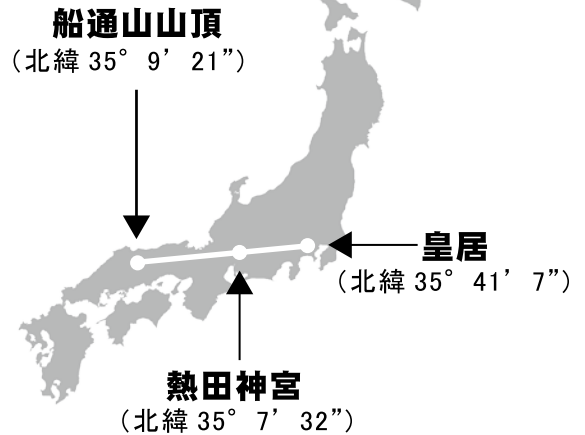 船通山山頂
（北緯 35° 9’ 21”）
皇居
（北緯 35° 41’ 7”）
熱田神宮
（北緯 35° 7’ 32”）